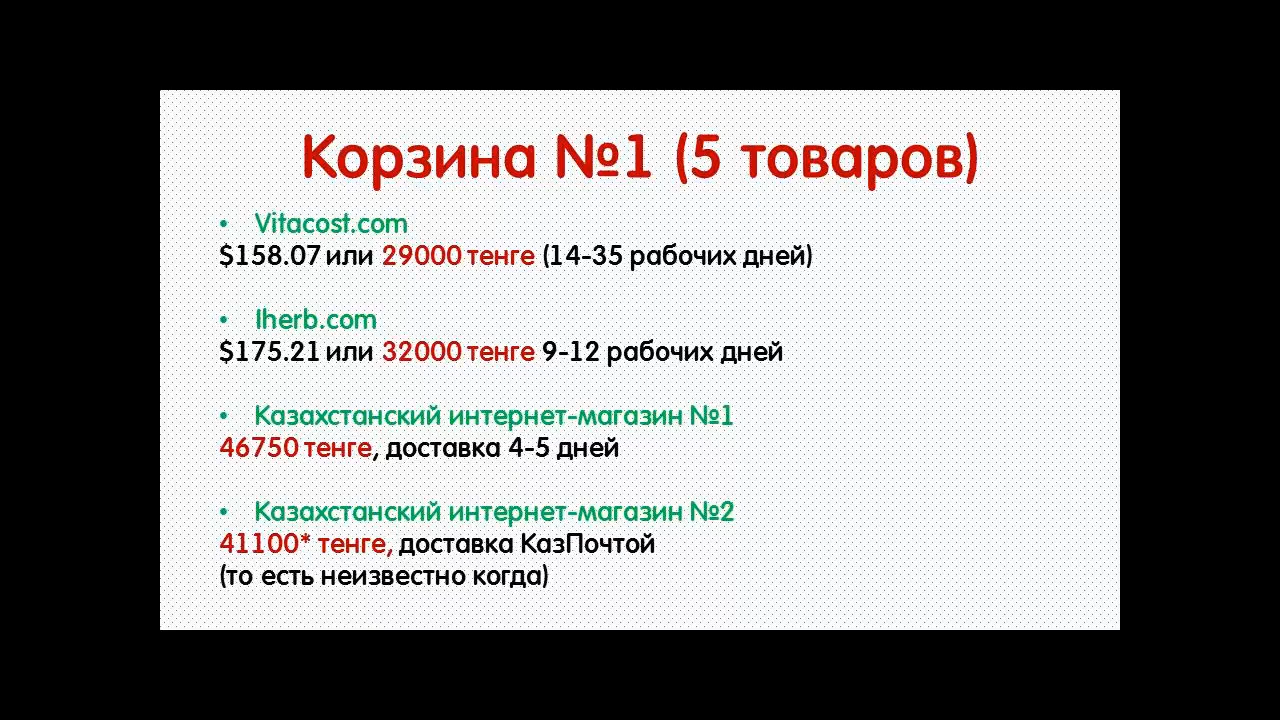 Корзина №1 (5 товаров)
• Vitacost.com
$158.07 или 29000 тенге (14-35 рабочих дней)
• Iherb.com
$175.21 или 32000 тенге 9-12 рабочих дней
• Казахстанский интернет-магазин №1
46750 тенге, доставка 4-5 дней
• Казахстанский интернет-магазин №2
41100* тенге, доставка КазПочтой
(то есть неизвестно когда)